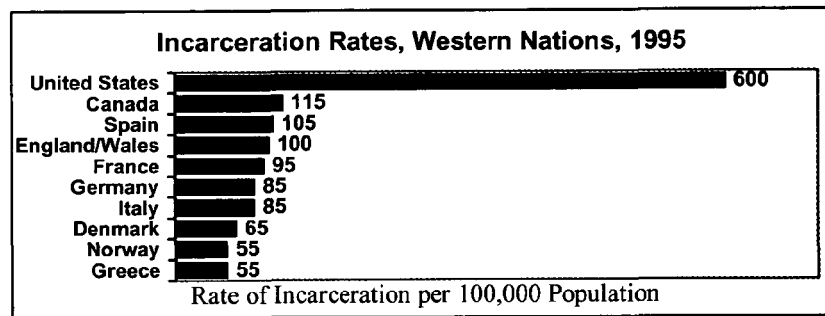 Incarceration Rates, Western Nations, 1995
United States 600
Canada 115
Spain 105
England/Wales 100
France 95
Germany 85
Italy 85
Denmark 65
Norway 55
Greece 55
Rate of Incarceration per 100,000 Population